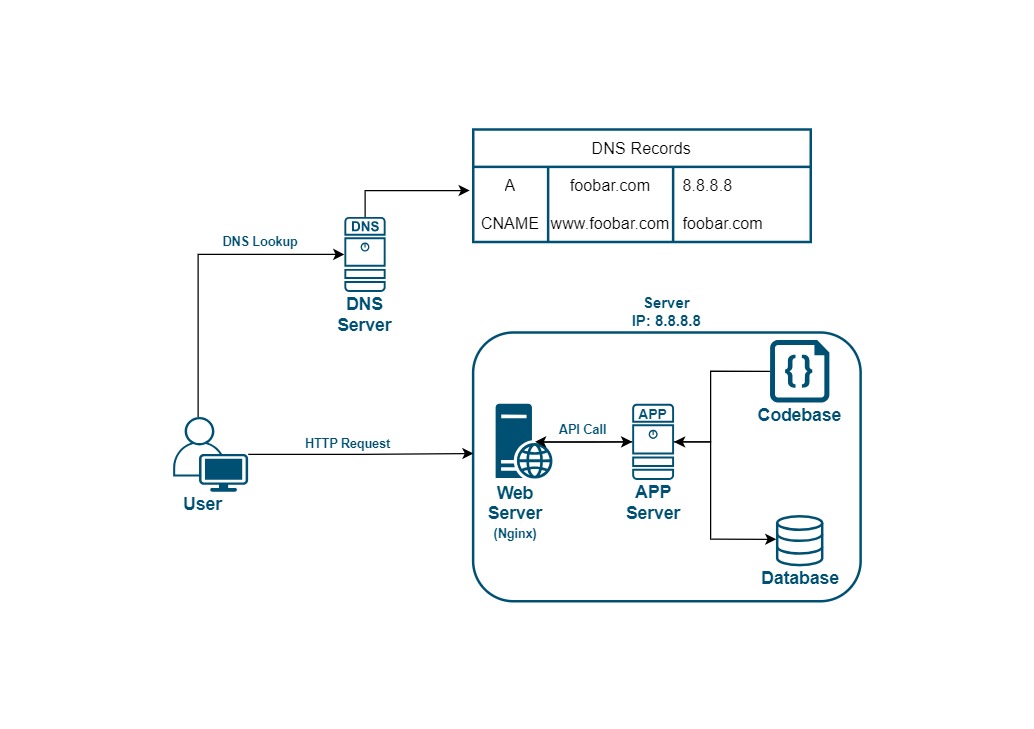 DNS Records
A foobar.com 8.8.8.8
CNAME www.foobar.com foobar.com
DNS
DNS Lookup
DNS
Server
Server
IP: 8.8.8.8
{}
Codebase
APP
API Call
HTTP Request
User
Web
Server
(Nginx)
APP
Server
Database